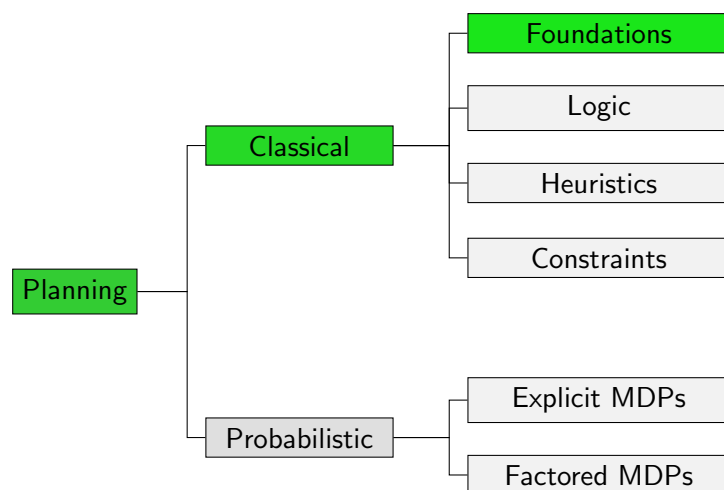 Foundations
Logic
Classical
Heuristics
Constraints
Planning
Explicit MDPs
Probabilistic
Factored MDPs